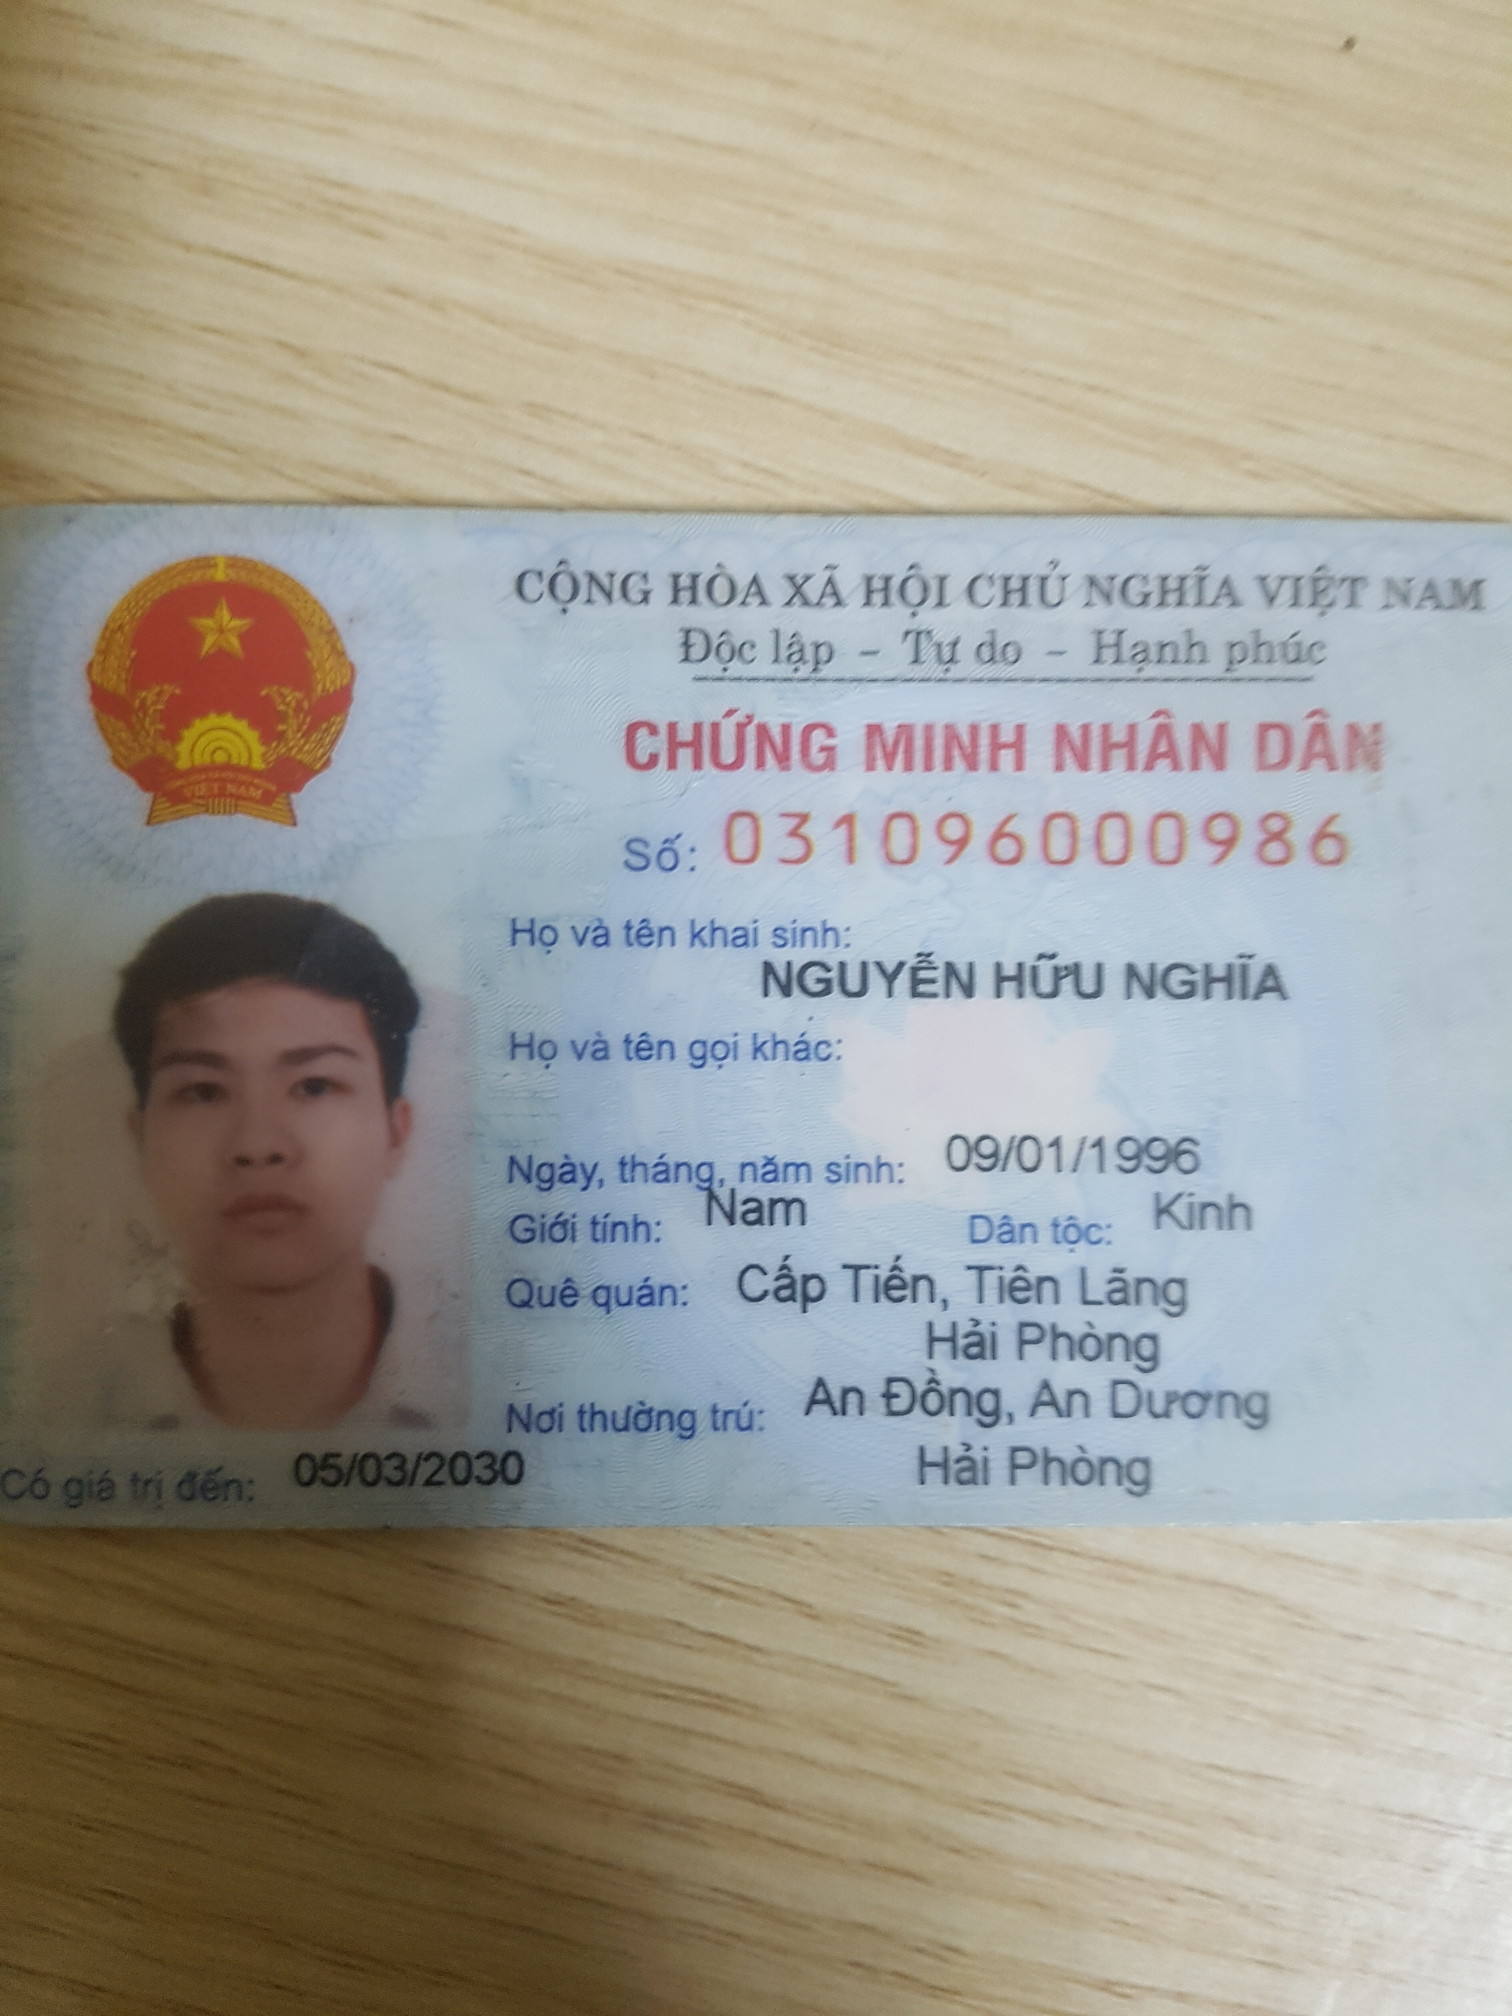 CỘNG HÒA XÃ HỘI CHỦ NGHĨA VIỆT NAM
Độc lập - Tự do - Hạnh phúc
CHỨNG MINH NHÂN DÂN
Số: 031096000986
Họ và tên khai sinh:
NGUYỄN HỮU NGHĨA
Họ và tên gọi khác:
Ngày, tháng, năm sinh: 09/01/1996
Giới tính: Nam Dân tộc: Kinh
Quê quán: Cấp Tiến, Tiên Lãng
Hải Phòng
Nơi thường trú: An Đồng, An Dương
Hải Phòng
Có giá trị đến: 05/03/2030
VIỆT NAM